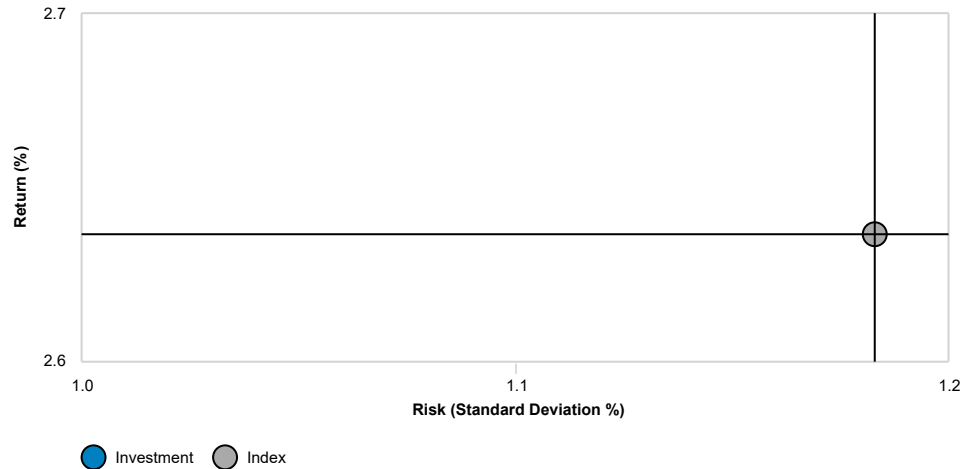 2.7
Return (%)
2.6
1.0
1.1
1.2
Risk (Standard Deviation %)
Investment
Index